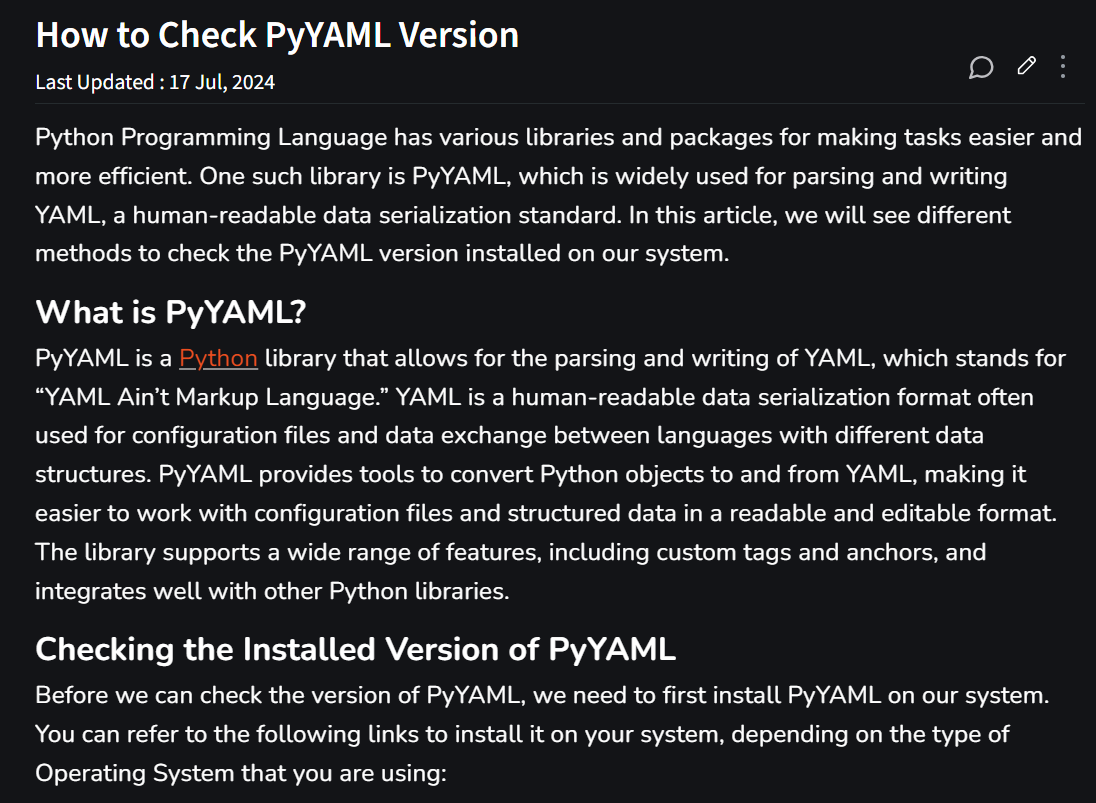 How to Check PyYAML Version
Last Updated : 17 Jul, 2024
Python Programming Language has various libraries and packages for making tasks easier and
more efficient. One such library is PyYAML, which is widely used for parsing and writing
YAML, a human-readable data serialization standard. In this article, we will see different
methods to check the PyYAML version installed on our system.
What is PyYAML?
PyYAML is a Python library that allows for the parsing and writing of YAML, which stands for
“YAML Ain’t Markup Language.” YAML is a human-readable data serialization format often
used for configuration files and data exchange between languages with different data
structures. PyYAML provides tools to convert Python objects to and from YAML, making it
easier to work with configuration files and structured data in a readable and editable format.
The library supports a wide range of features, including custom tags and anchors, and
integrates well with other Python libraries.
Checking the Installed Version of PyYAML
Before we can check the version of PyYAML, we need to first install PyYAML on our system.
You can refer to the following links to install it on your system, depending on the type of
Operating System that you are using: